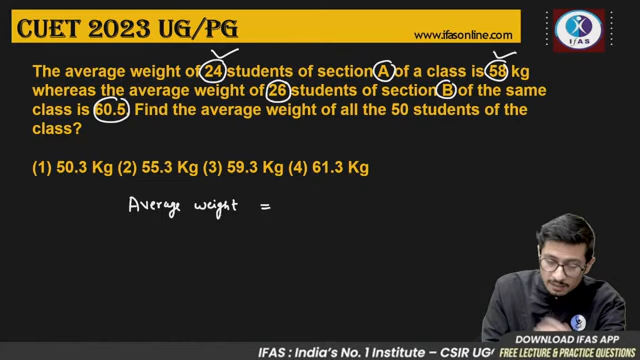 CUET 2023 UG/PG
www.ifasonline.com
iFAS
The average weight of 24 students of section A of a class is 58 kg
whereas the average weight of 26 students of section B of the same
class is 60.5. Find the average weight of all the 50 students of the
class?
(1) 50.3 Kg (2) 55.3 Kg (3) 59.3 Kg (4) 61.3 Kg
Average weight =
DOWNLOAD IFAS APP
IFAS : India's No. 1 Institute – CSIR UG
FREE LECTURE & PRACTICE QUESTIONS